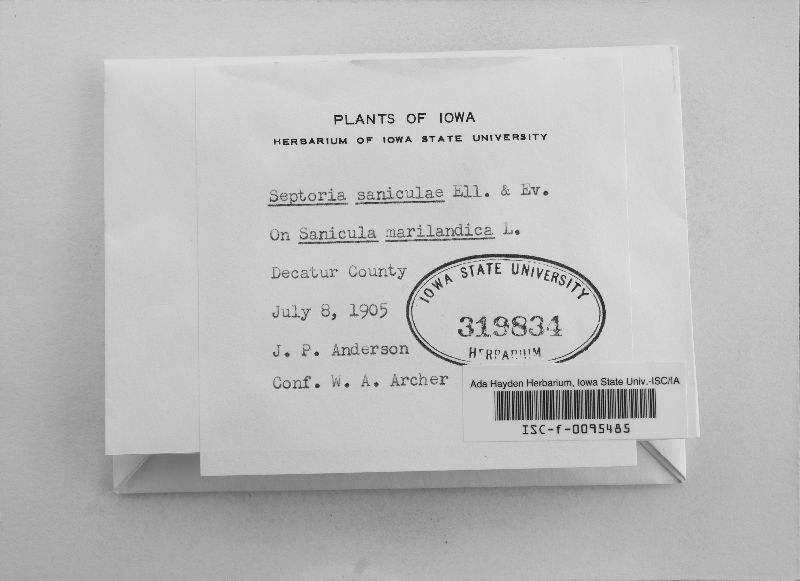 PLANTS OF IOWA
HERBARIUM OF IOWA STATE UNIVERSITY
Septoria saniculae Ell. & Ev.
On Sanicula marilandica L.
Decatur County
July 8, 1905
J. P. Anderson
Conf. W. A. Archer
IOWA STATE UNIVERSITY
319834
HERBARIUM
Ada Hayden Herbarium, Iowa State Univ.-ISC/IA
ISC-f-0095485